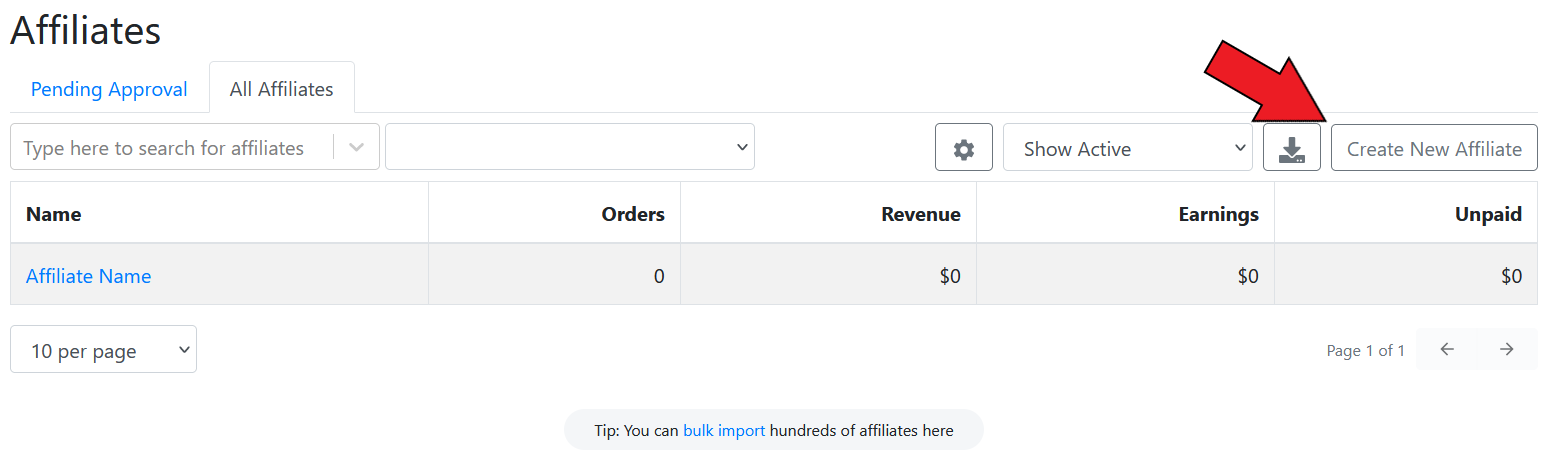 Affiliates
Pending Approval All Affiliates
Type here to search for affiliates Show Active Create New Affiliate
Name Orders Revenue Earnings Unpaid
Affiliate Name 0 $0 $0 $0
10 per page Page 1 of 1
Tip: You can bulk import hundreds of affiliates here